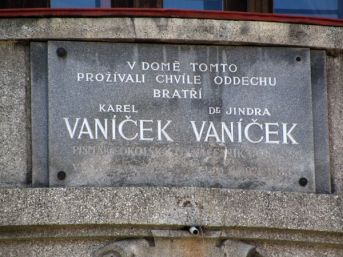 V DOMĚ TOMTO
PROŽÍVALI CHVÍLE ODDECHU
BRATŘÍ
KAREL DR JINDRA
VANÍČEK VANÍČEK